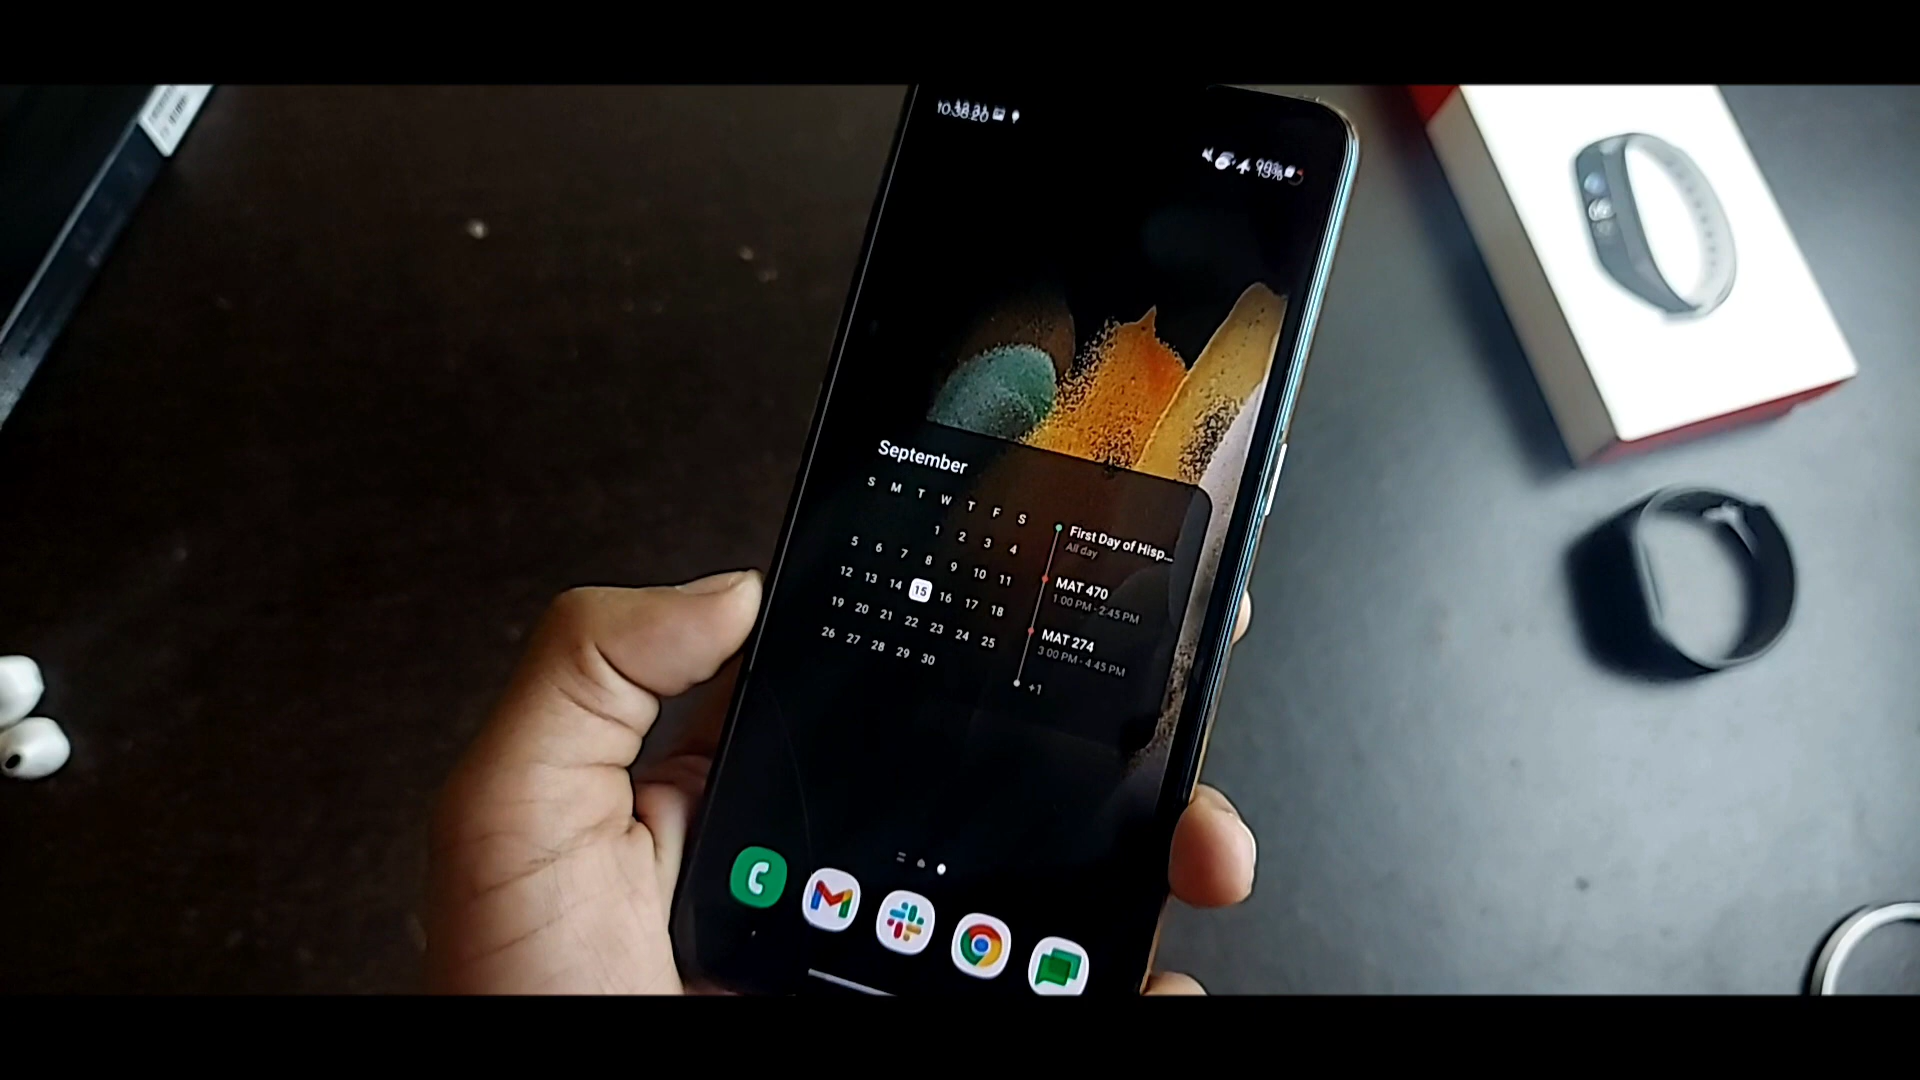 September
S M T W T F S
1 2 3 4
5 6 7 8 9 10 11
12 13 14 15 16 17 18
19 20 21 22 23 24 25
26 27 28 29 30
First Day of Hisp...
All day
MAT 470
1:00 PM - 2:45 PM
MAT 274
3:00 PM - 4:45 PM
+1